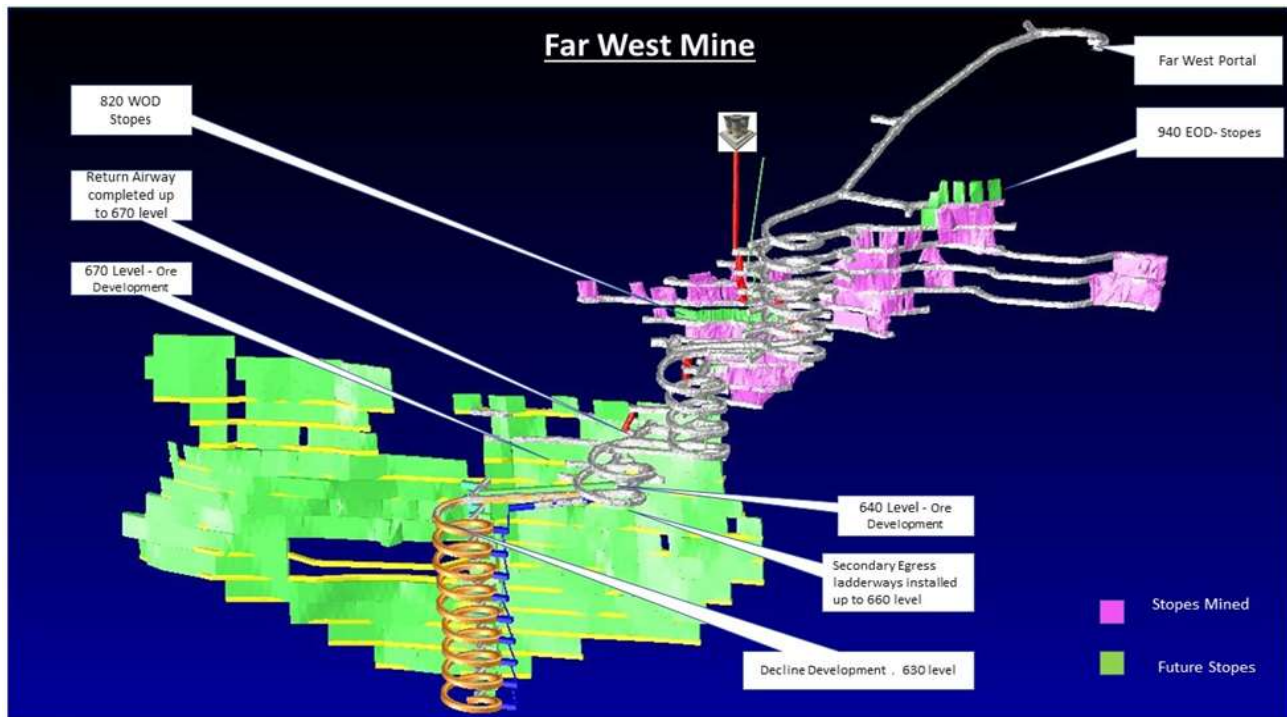 Far West Mine
Far West Portal
820 WOD
Stopes
940 EOD- Stopes
Return Airway
completed up
to 670 level
670 Level - Ore
Development
640 Level - Ore
Development
Secondary Egress
ladderways installed
up to 660 level
Stopes Mined
Decline Development . 630 level
Future Stopes